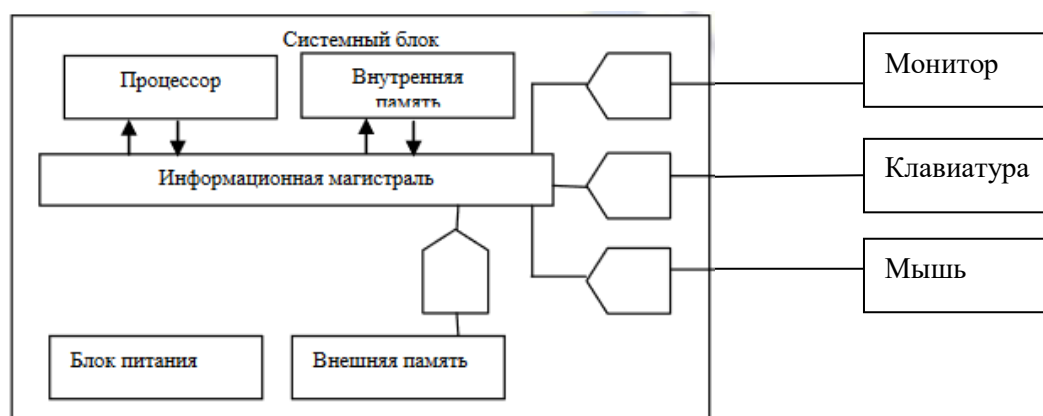 Системный блок
Процессор
Внутренняя
память
Монитор
Информационная магистраль
Клавиатура
Мышь
Блок питания
Внешняя память